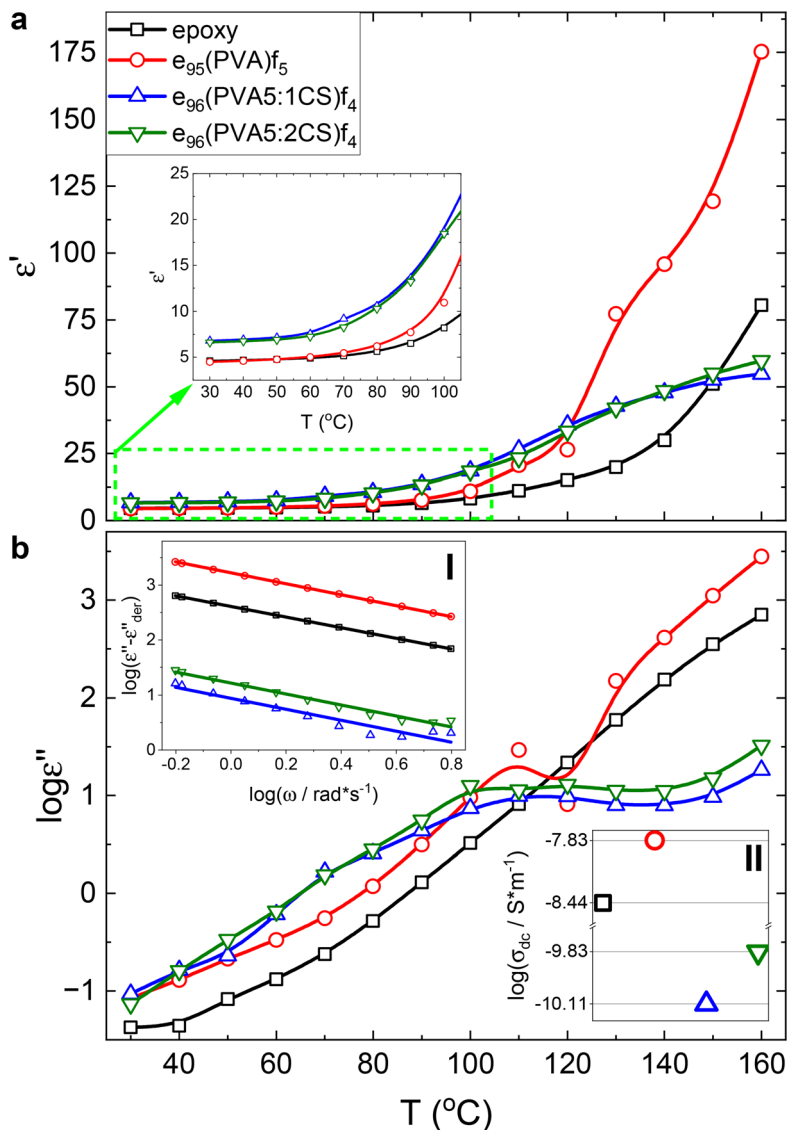 a
epoxy
e₉₅(PVA)f₅
e₉₆(PVA5:1CS)f₄
e₉₆(PVA5:2CS)f₄
175
150
125
100
75
50
25
0
ε'
25
20
15
10
5
ε'
30 40 50 60 70 80 90 100
T (°C)
b
3
2
1
0
−1
logε"
I
3
2
1
0
log(ε"-ε"der)
-0.2 0.0 0.2 0.4 0.6 0.8
log(ω / rad*s⁻¹)
II
-7.83
-8.44
-9.83
-10.11
log(σdc / S*m⁻¹)
40 60 80 100 120 140 160
T (°C)